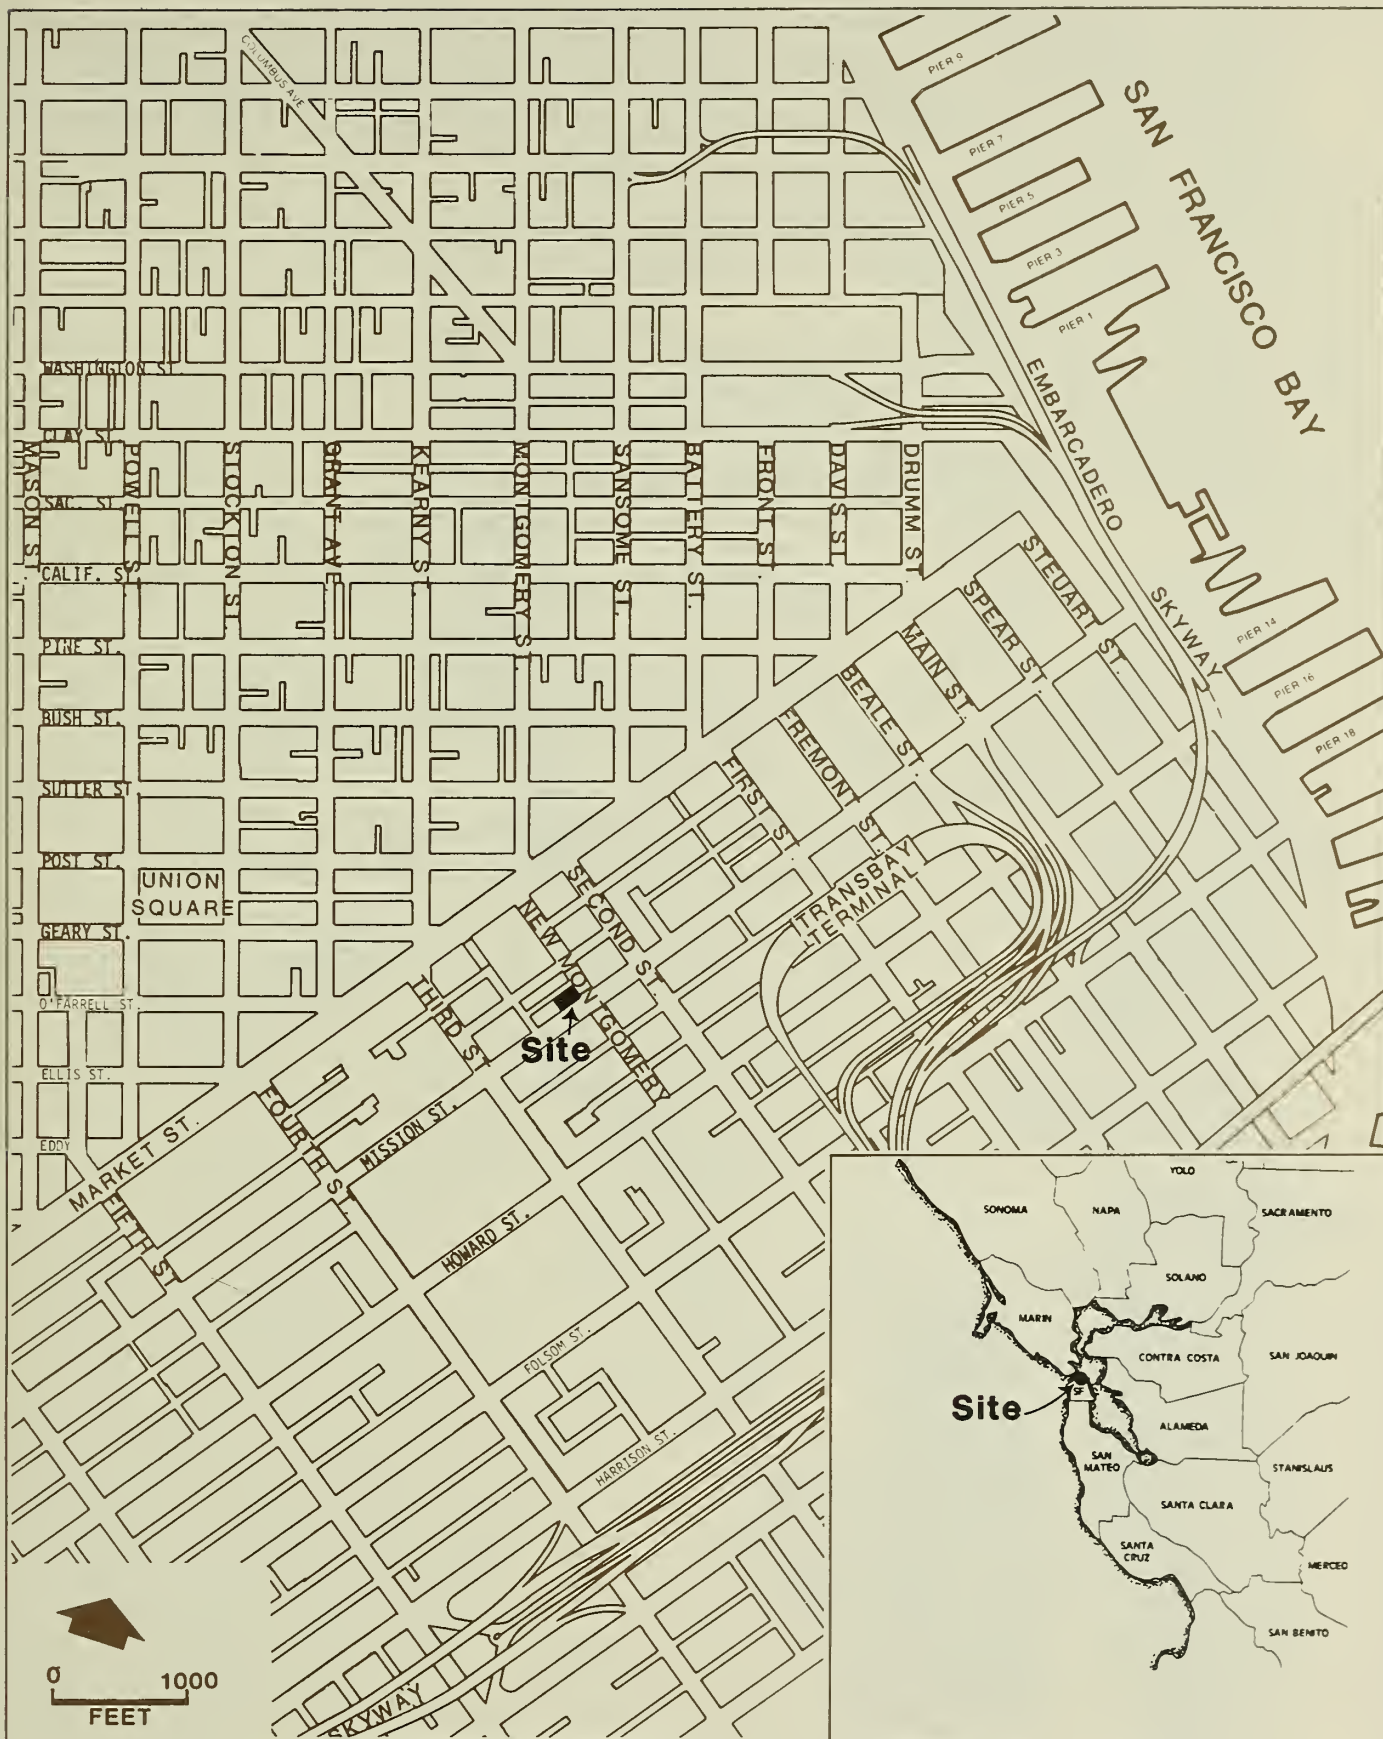 COLUMBUS AVE
PIER 9
PIER 7
PIER 5
PIER 3
PIER 1
SAN FRANCISCO BAY
EMBARCADERO SKYWAY
WASHINGTON ST.
CLAY ST.
SAC. ST.
CALIF. ST.
PINE ST.
BUSH ST.
SUTTER ST.
POST ST.
GEARY ST.
O'FARRELL ST.
ELLIS ST.
EDDY
MASON ST.
POWELL ST.
STOCKTON ST.
GRANT AVE.
KEARNY ST.
MONTGOMERY ST.
SANSOME ST.
BATTERY ST.
FRONT ST.
DAVIS ST
DRUMM ST
STEUART ST.
SPEAR ST
MAIN ST.
BEALE ST
FREMONT ST.
FIRST ST
SECOND ST.
NEW MONTGOMERY
THIRD ST
FOURTH ST.
FIFTH ST
PIER 14
PIER 16
PIER 18
UNION
SQUARE
TRANSBAY
TERMINAL
Site
MARKET ST.
MISSION ST.
HOWARD ST.
FOLSOM ST.
HARRISON ST.
SKYWAY
0 1000
FEET
YOLO
SONOMA
NAPA
SACRAMENTO
SOLANO
MARIN
CONTRA COSTA
SAN JOAQUIN
SF
Site
ALAMEDA
SAN
MATEO
STANISLAUS
SANTA CLARA
SANTA
CRUZ
MERCED
SAN BENITO